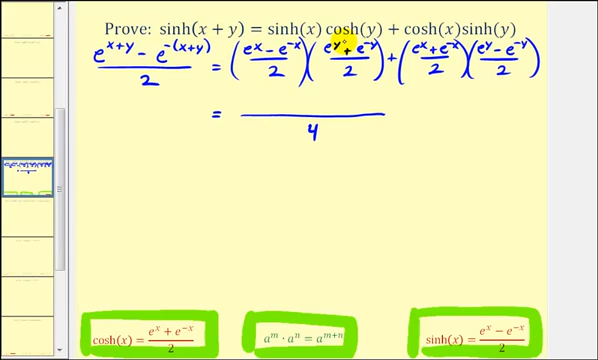 Prove: sinh(x + y) = sinh(x) cosh(y) + cosh(x)sinh(y)
(e^{x+y} − e^{−(x+y)})/2 = ((e^x − e^{−x})/2)((e^y + e^{−y})/2) + ((e^x + e^{−x})/2)((e^y − e^{−y})/2)
= /4
cosh(x) = (e^x + e^{−x})/2
a^m · a^n = a^{m+n}
sinh(x) = (e^x − e^{−x})/2